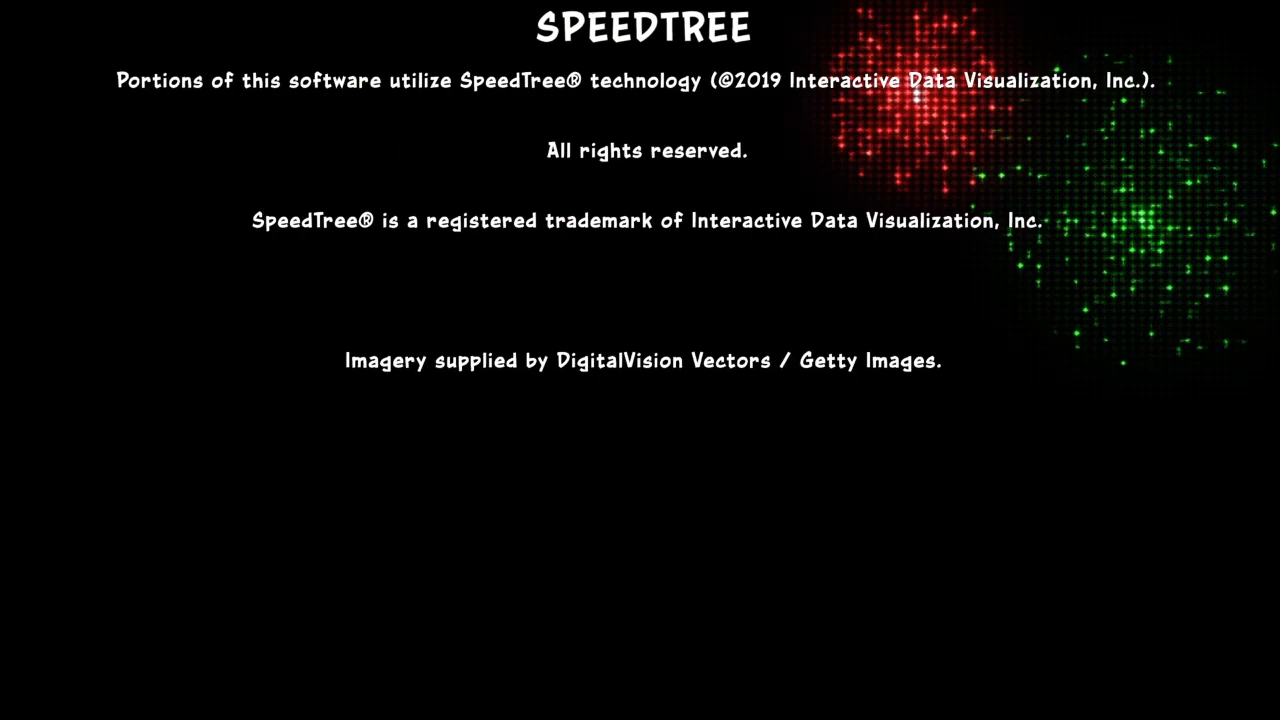 SPEEDTREE
Portions of this software utilize SpeedTree® technology (©2019 Interactive Data Visualization, Inc.).
All rights reserved.
SpeedTree® is a registered trademark of Interactive Data Visualization, Inc.
Imagery supplied by DigitalVision Vectors / Getty Images.